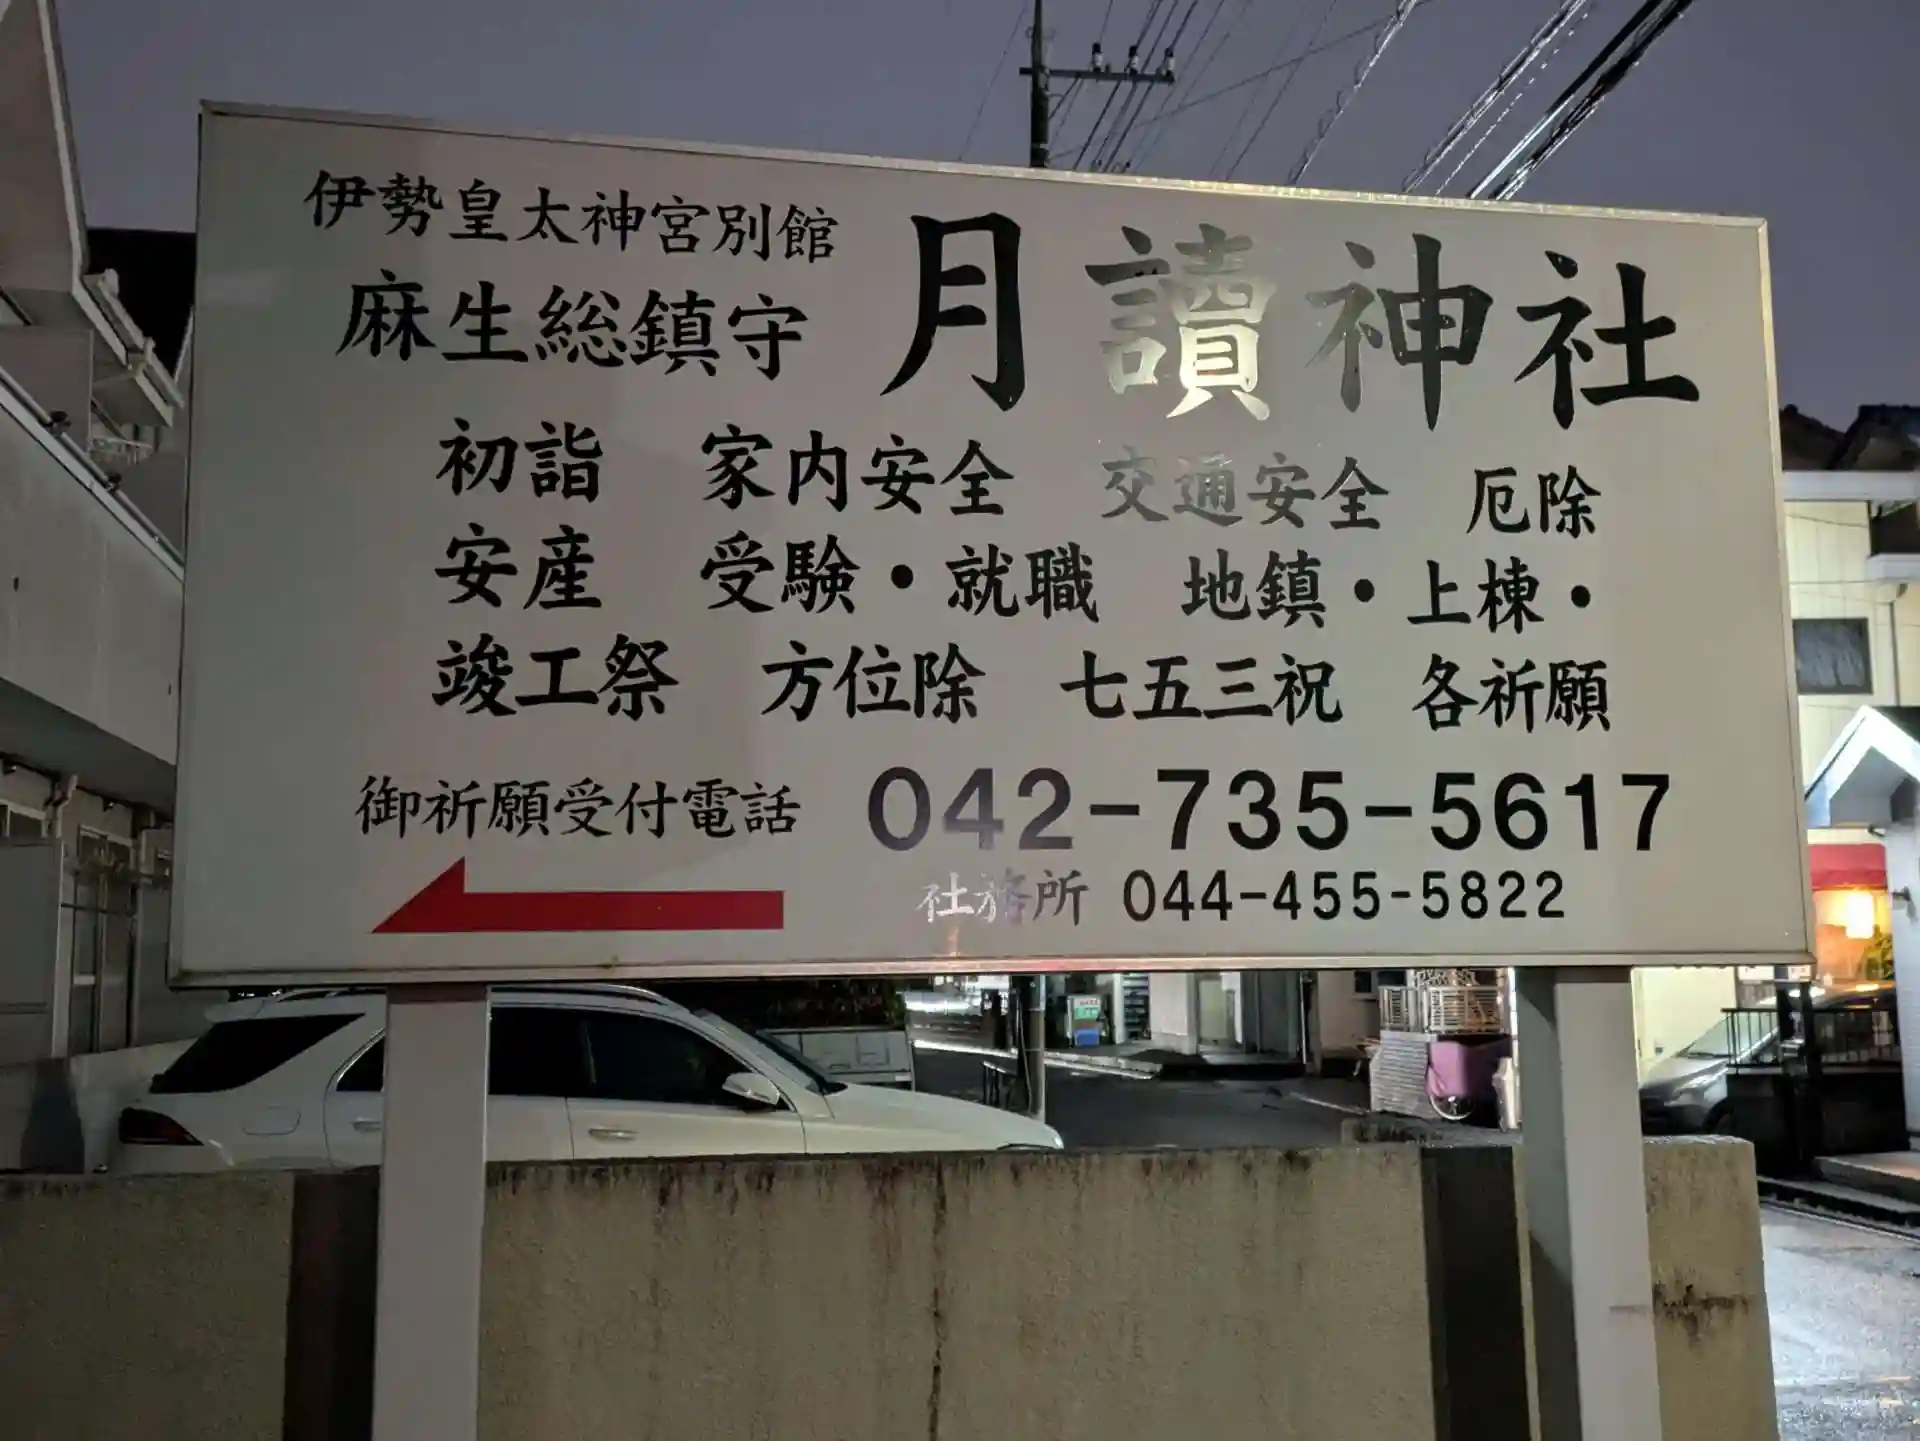 伊勢皇太神宮別館
麻生総鎮守
月讀神社
初詣 家内安全 交通安全 厄除
安産 受験・就職 地鎮・上棟・
竣工祭 方位除 七五三祝 各祈願
御祈願受付電話 042-735-5617
社務所 044-455-5822